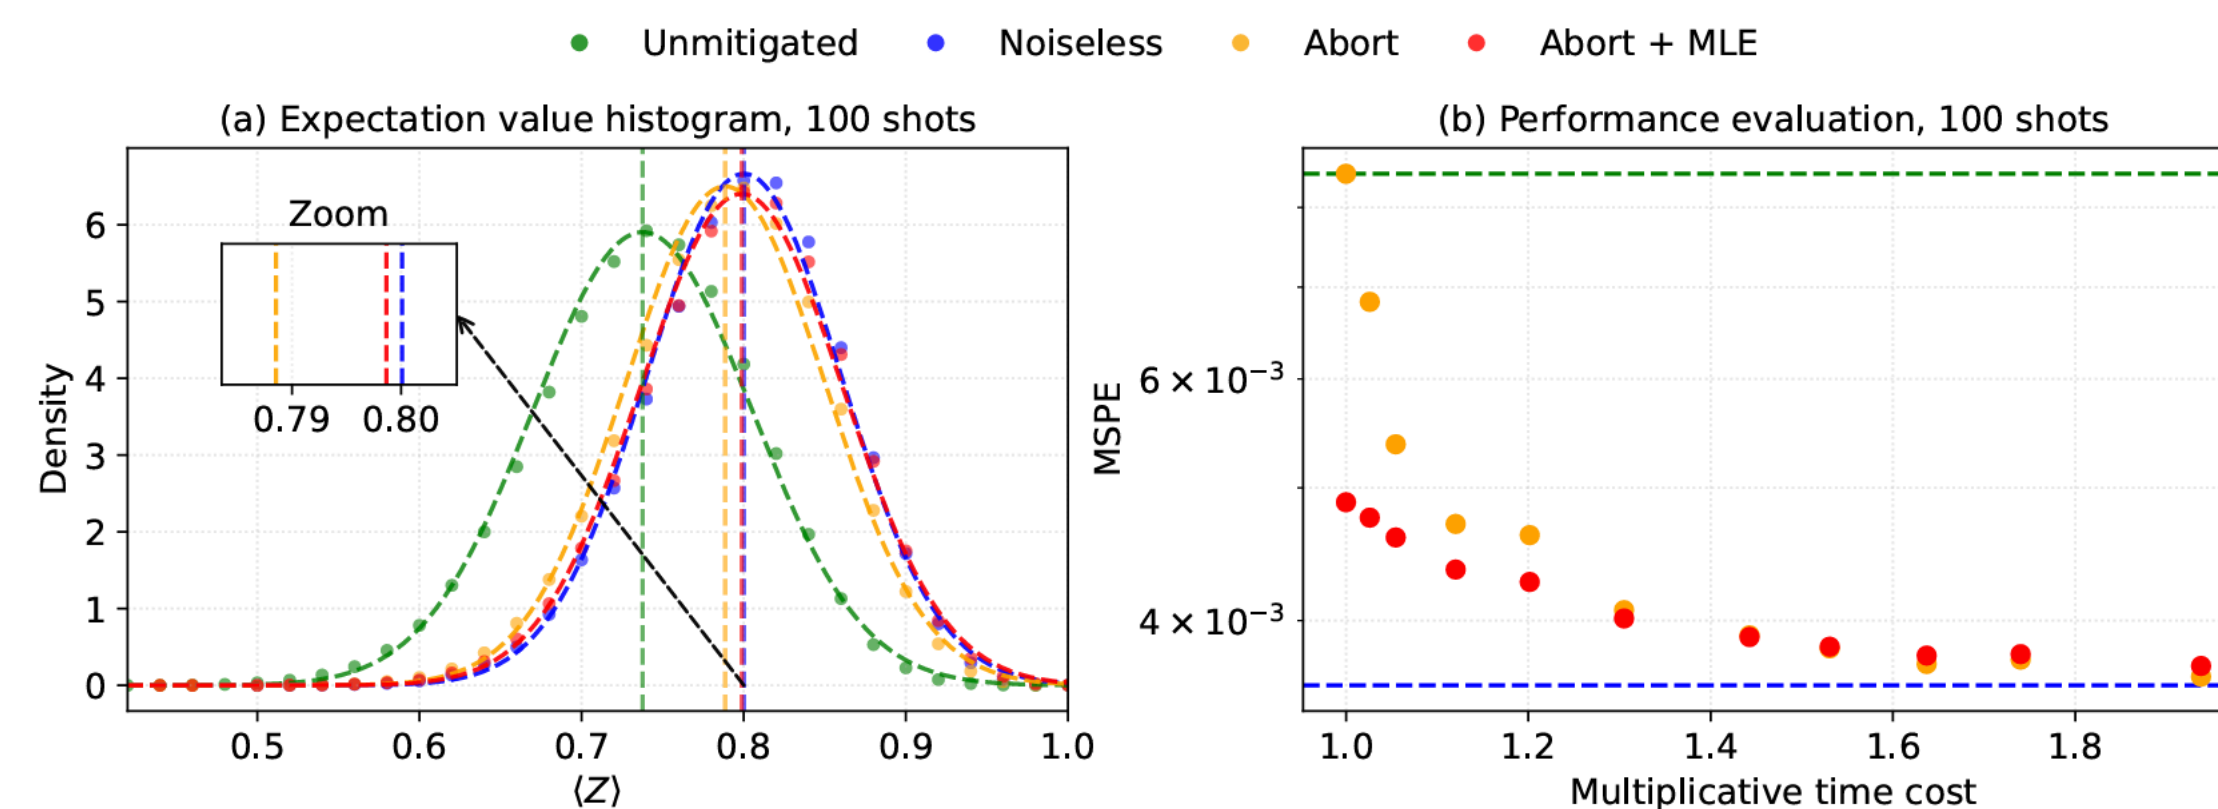 Unmitigated Noiseless Abort Abort + MLE
(a) Expectation value histogram, 100 shots
Density
6
5
4
3
2
1
0
Zoom
0.79 0.80
0.5 0.6 0.7 0.8 0.9 1.0
⟨Z⟩
(b) Performance evaluation, 100 shots
MSPE
6 × 10⁻³
4 × 10⁻³
1.0 1.2 1.4 1.6 1.8
Multiplicative time cost